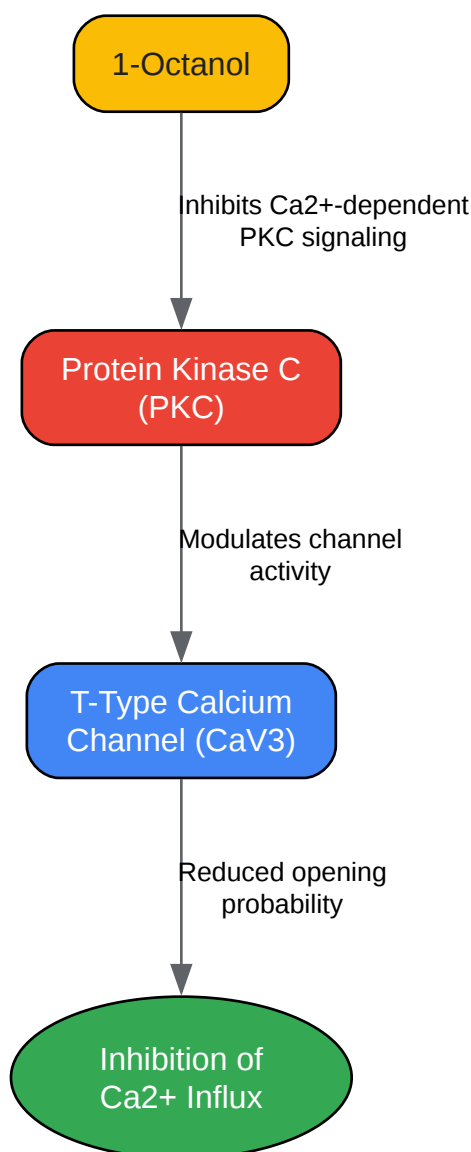 1-Octanol
Inhibits Ca2+-dependent
PKC signaling
Protein Kinase C
(PKC)
Modulates channel
activity
T-Type Calcium
Channel (CaV3)
Reduced opening
probability
Inhibition of
Ca2+ Influx